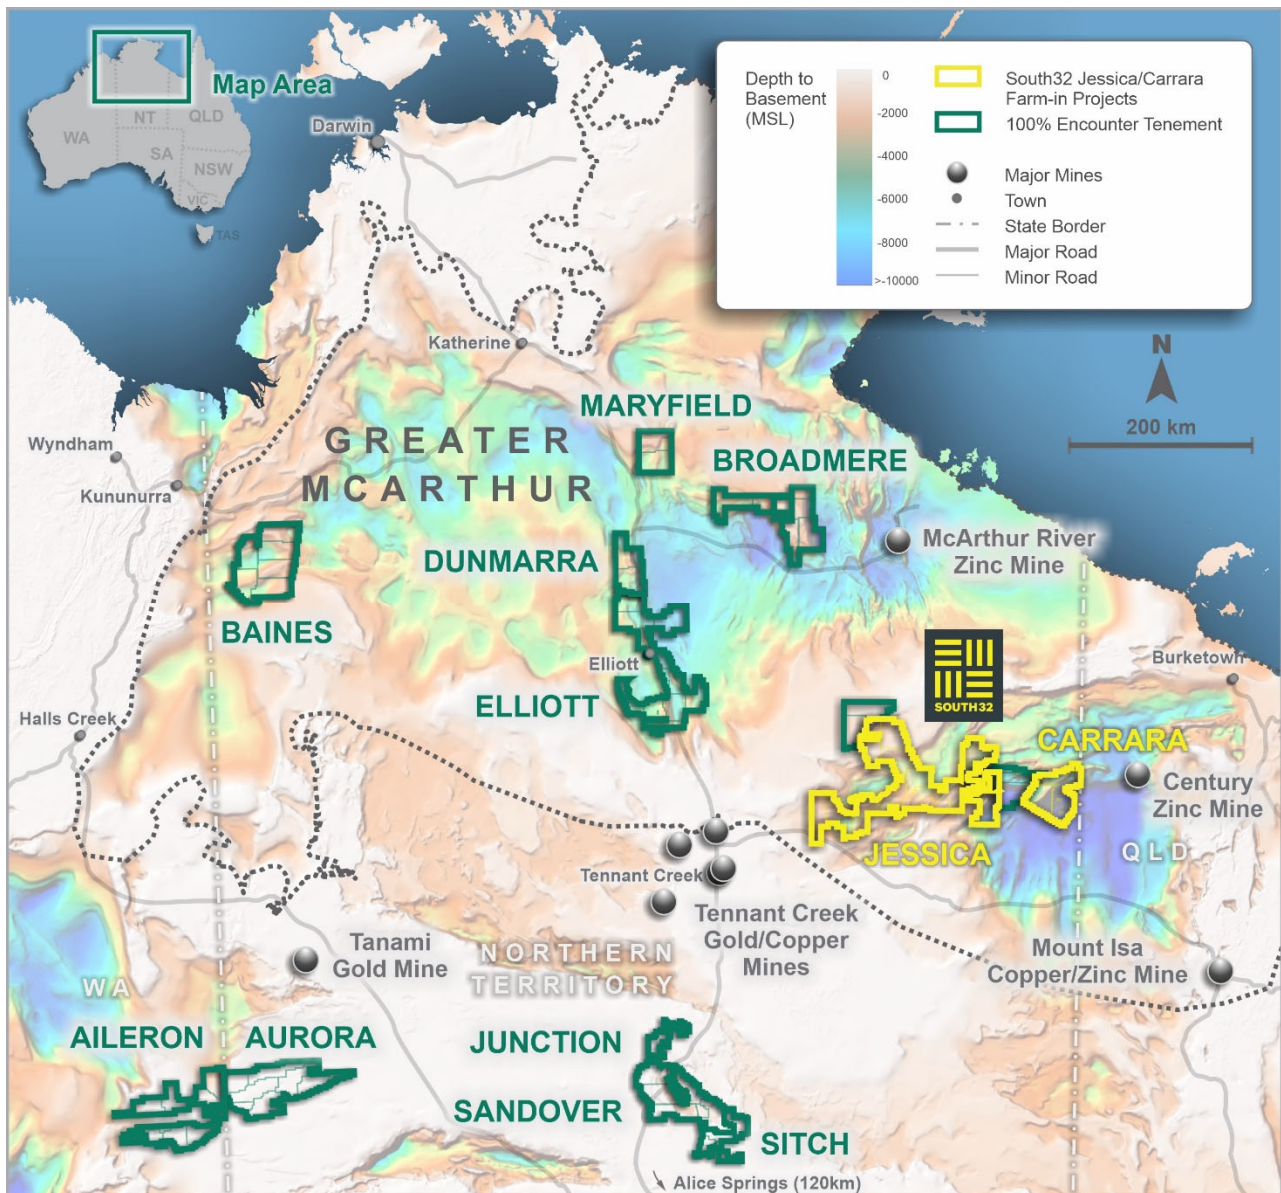 Map Area
WA
NT
QLD
SA
NSW
VIC
TAS
Darwin
Depth to
Basement
(MSL)
0
-2000
-4000
-6000
-8000
>-10000
South32 Jessica/Carrara
Farm-in Projects
100% Encounter Tenement
Major Mines
Town
State Border
Major Road
Minor Road
N
200 km
Katherine
Wyndham
Kununurra
GREATER
MCARTHUR
MARYFIELD
BROADMERE
McArthur River
Zinc Mine
DUNMARRA
BAINES
Elliott
ELLIOTT
SOUTH32
Burketown
Halls Creek
CARRARA
Century
Zinc Mine
JESSICA
QLD
Tennant Creek
Tennant Creek
Gold/Copper
Mines
Tanami
Gold Mine
NORTHERN
TERRITORY
Mount Isa
Copper/Zinc Mine
WA
AILERON
AURORA
JUNCTION
SANDOVER
SITCH
Alice Springs (120km)